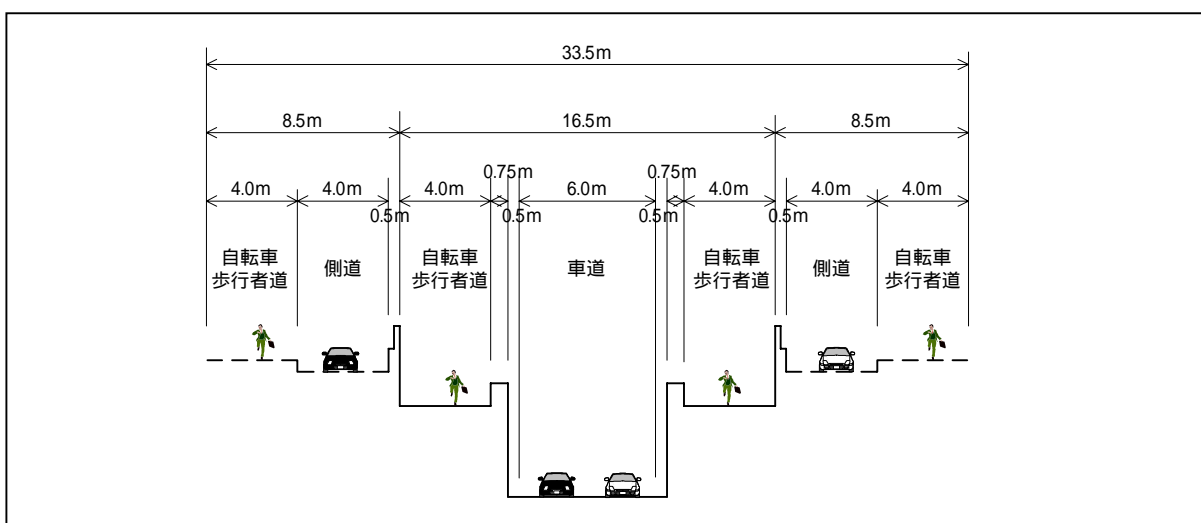 33.5m
8.5m 16.5m 8.5m
0.75m 0.75m
4.0m 4.0m 4.0m 6.0m 4.0m 4.0m 4.0m
0.5m 0.5m 0.5m 0.5m
自転車 自転車 自転車 自転車
歩行者道 側道 歩行者道 車道 歩行者道 側道 歩行者道